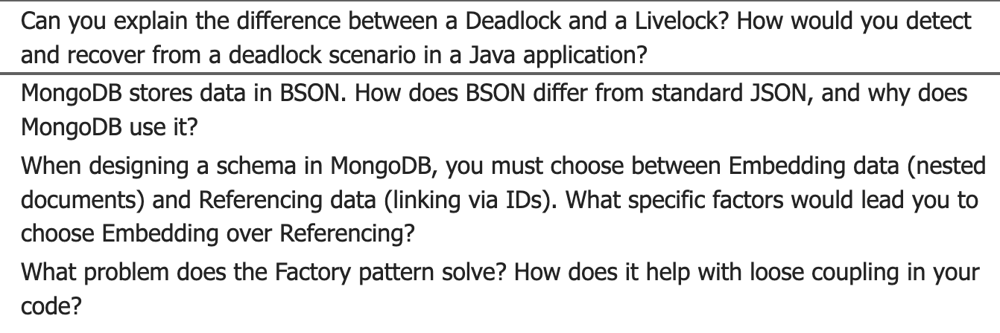 Can you explain the difference between a Deadlock and a Livelock? How would you detect
and recover from a deadlock scenario in a Java application?
MongoDB stores data in BSON. How does BSON differ from standard JSON, and why does
MongoDB use it?
When designing a schema in MongoDB, you must choose between Embedding data (nested
documents) and Referencing data (linking via IDs). What specific factors would lead you to
choose Embedding over Referencing?
What problem does the Factory pattern solve? How does it help with loose coupling in your
code?